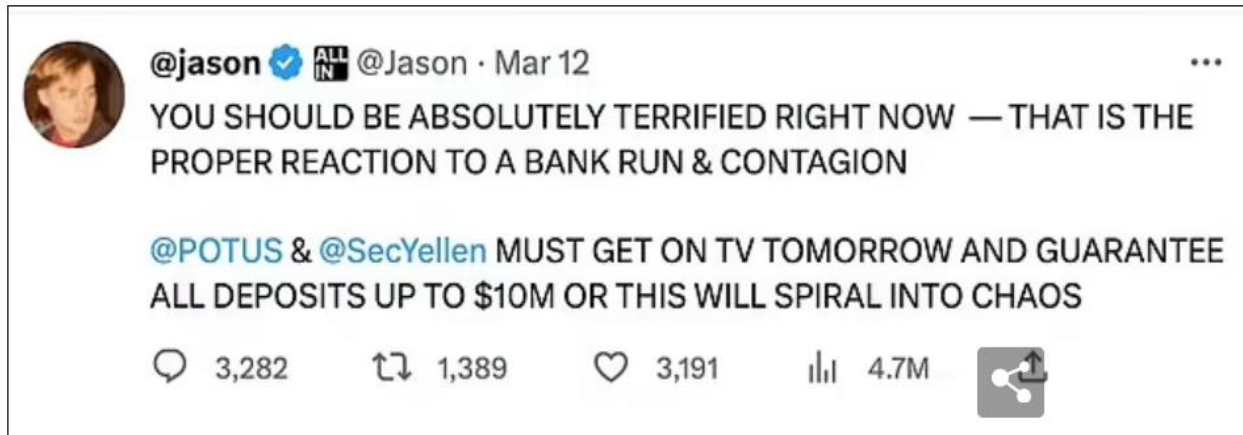 @jason ALL IN @Jason · Mar 12
YOU SHOULD BE ABSOLUTELY TERRIFIED RIGHT NOW — THAT IS THE
PROPER REACTION TO A BANK RUN & CONTAGION
@POTUS & @SecYellen MUST GET ON TV TOMORROW AND GUARANTEE
ALL DEPOSITS UP TO $10M OR THIS WILL SPIRAL INTO CHAOS
3,282 1,389 3,191 4.7M